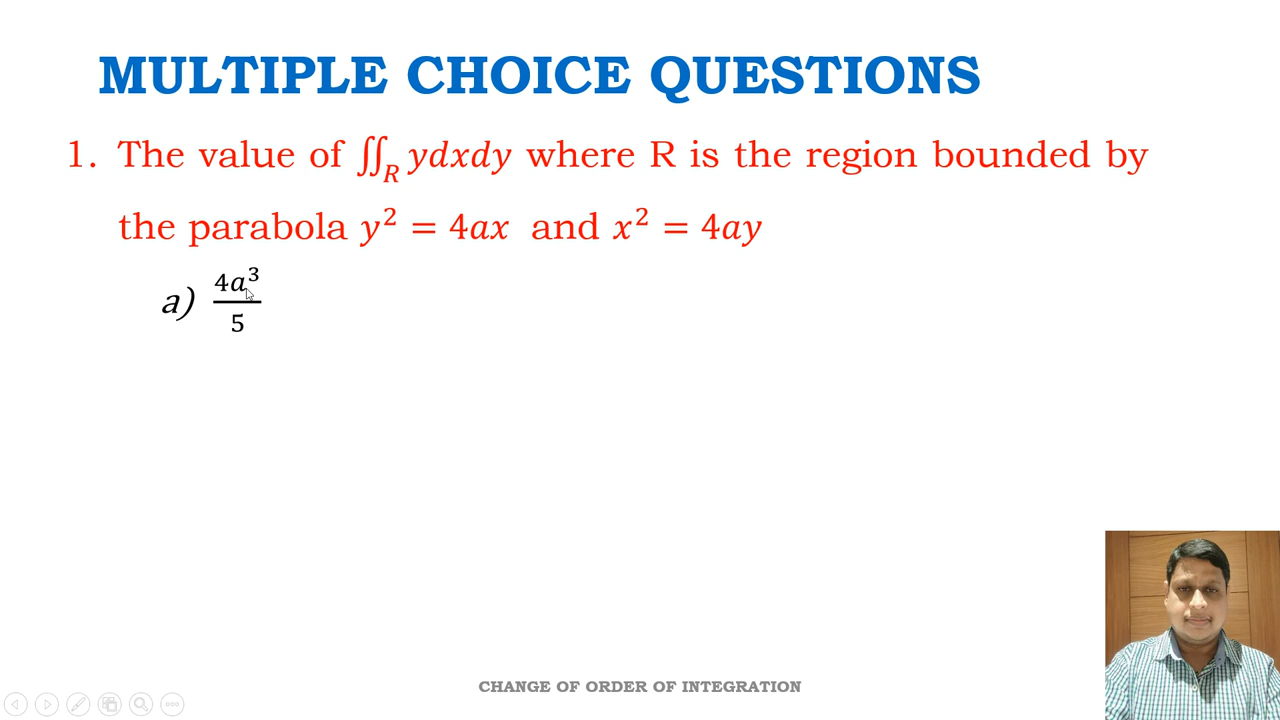 MULTIPLE CHOICE QUESTIONS
1. The value of ∬_R ydxdy where R is the region bounded by
the parabola y² = 4ax and x² = 4ay
a) 4a³/5
CHANGE OF ORDER OF INTEGRATION